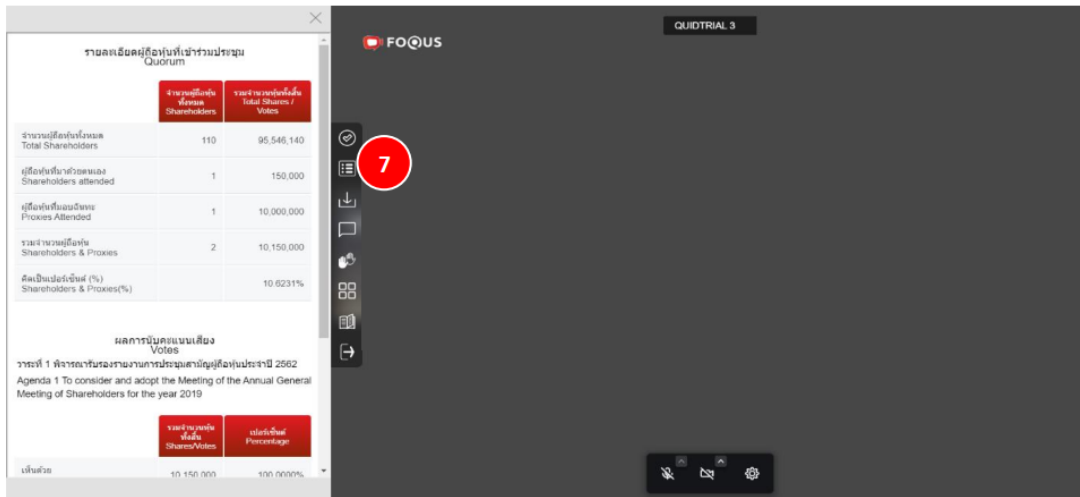 QUIDTRIAL 3
FOQUS
รายละเอียดผู้ถือหุ้นที่เข้าร่วมประชุม
Quorum
จำนวนผู้ถือหุ้น
ทั้งหมด
Shareholders
รวมจำนวนหุ้นทั้งสิ้น
Total Shares /
Votes
จำนวนผู้ถือหุ้นทั้งหมด
Total Shareholders
110
95,546,140
ผู้ถือหุ้นที่มาด้วยตนเอง
Shareholders attended
1
150,000
ผู้ถือหุ้นที่มอบฉันทะ
Proxies Attended
1
10,000,000
รวมจำนวนผู้ถือหุ้น
Shareholders & Proxies
2
10,150,000
คิดเป็นเปอร์เซ็นต์ (%)
Shareholders & Proxies(%)
10.6231%
7
ผลการนับคะแนนเสียง
Votes
วาระที่ 1 พิจารณารับรองรายงานการประชุมสามัญผู้ถือหุ้นประจำปี 2562
Agenda 1 To consider and adopt the Meeting of the Annual General
Meeting of Shareholders for the year 2019
รวมจำนวนหุ้น
ทั้งสิ้น
Shares/Votes
เปอร์เซ็นต์
Percentage
เห็นด้วย
10,150,000
100.0000%